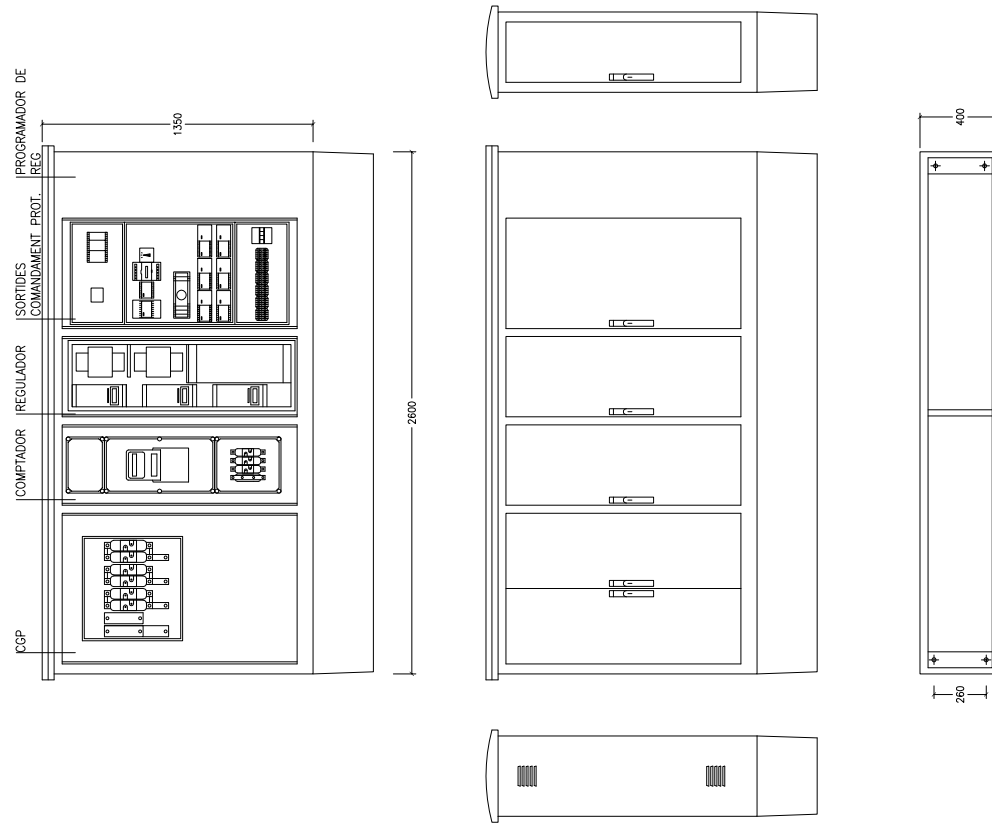 PROGRAMADOR DE
REG
SORTIDES
COMANDAMENT PROT.
REGULADOR
COMPTADOR
CGP
1350
2600
400
260